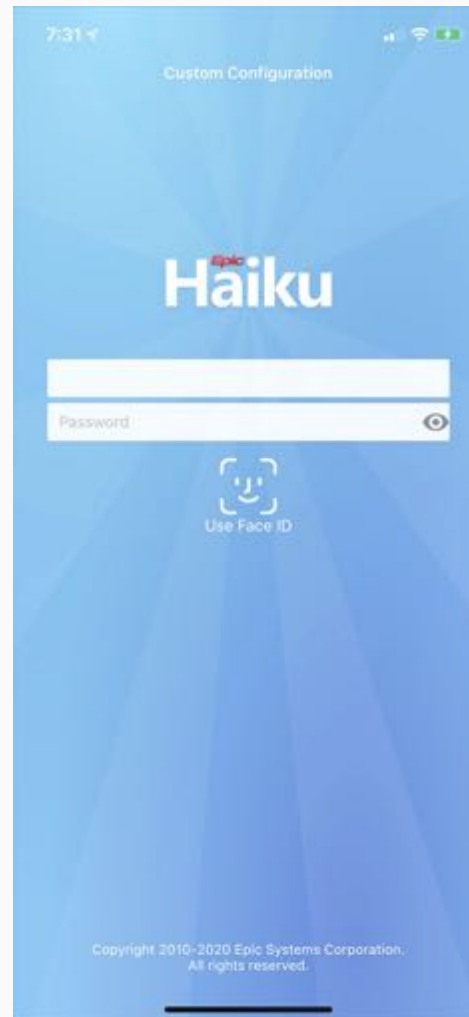 7:31
Custom Configuration
Epic
Haiku
Password
Use Face ID
Copyright 2010-2020 Epic Systems Corporation.
All rights reserved.